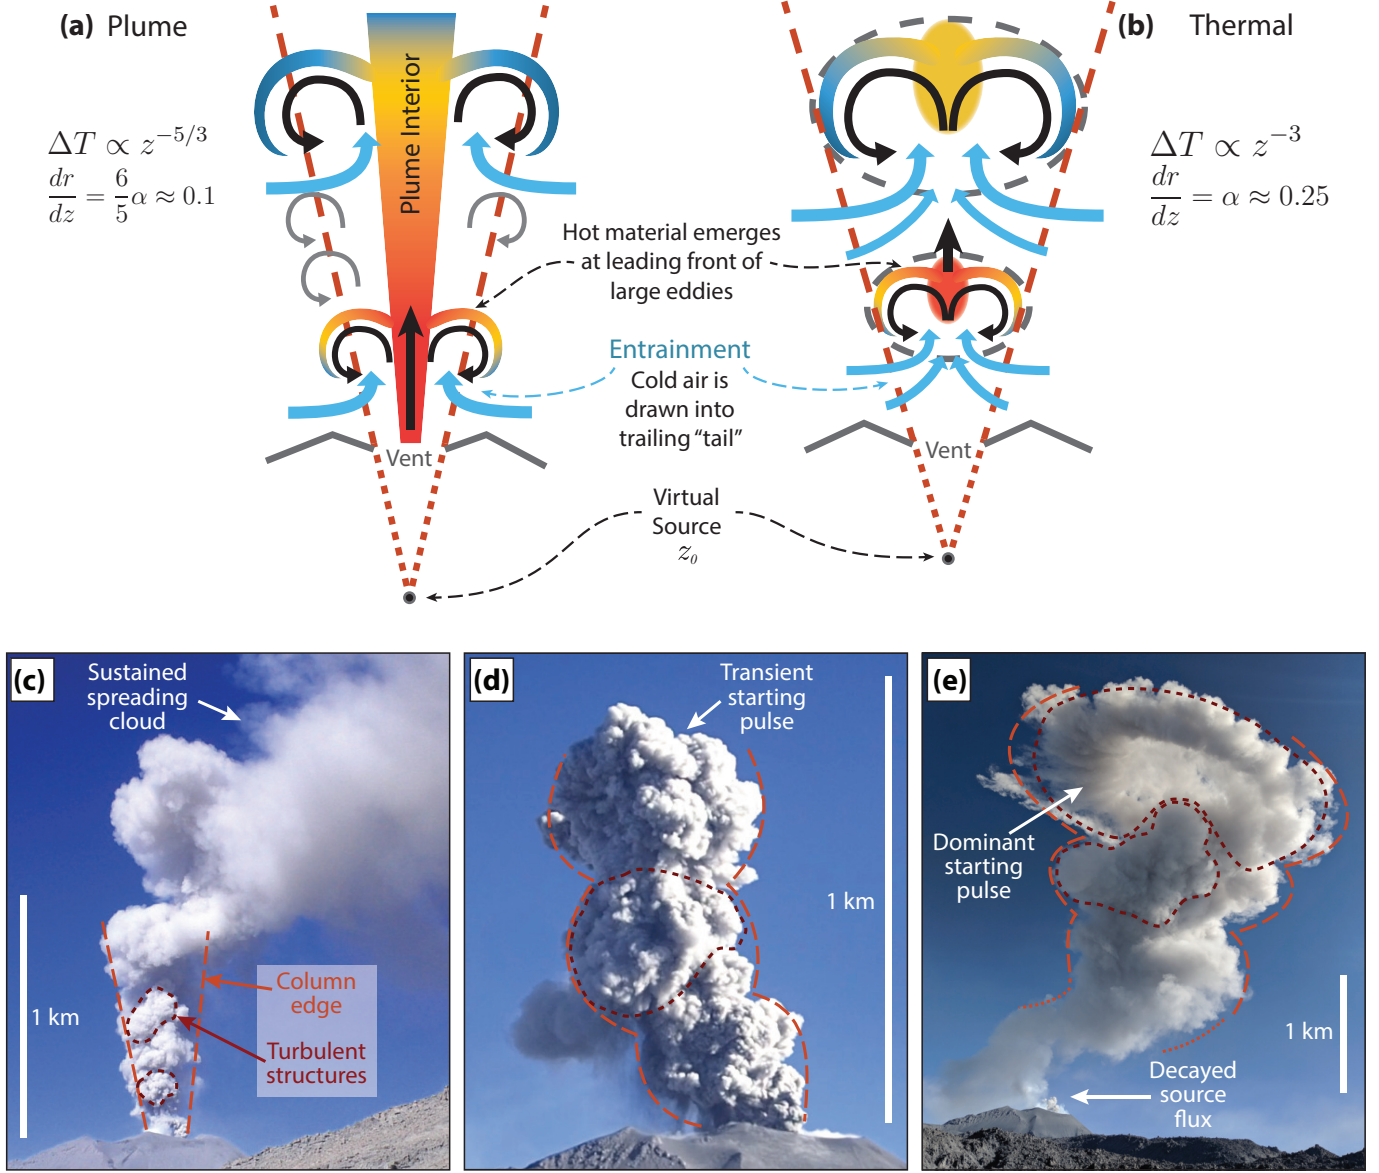 (a) Plume
ΔT ∝ z^{-5/3}
dr/dz = 6/5 α ≈ 0.1
Plume Interior
Vent
(b) Thermal
ΔT ∝ z^{-3}
dr/dz = α ≈ 0.25
Vent
Hot material emerges
at leading front of
large eddies
Entrainment
Cold air is
drawn into
trailing “tail”
Virtual
Source
z₀
(c)
Sustained
spreading
cloud
1 km
Column
edge
Turbulent
structures
(d)
Transient
starting
pulse
1 km
(e)
Dominant
starting
pulse
1 km
Decayed
source
flux